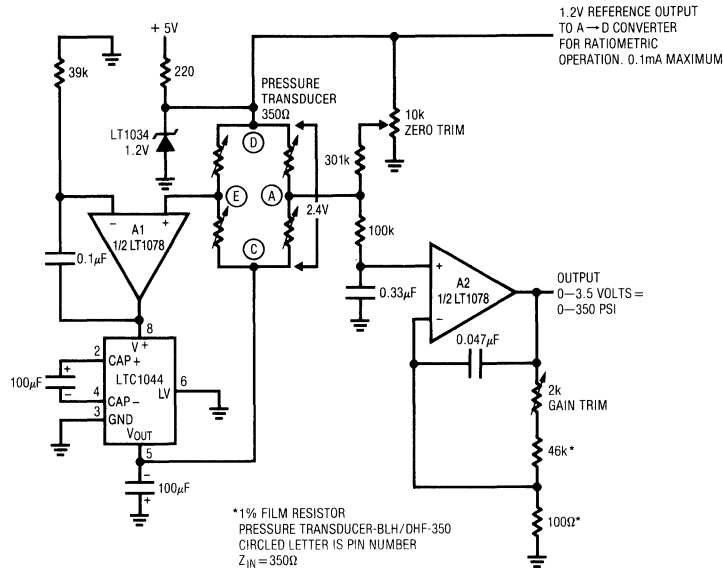 1.2V REFERENCE OUTPUT
TO A→D CONVERTER
FOR RATIOMETRIC
OPERATION. 0.1mA MAXIMUM
+ 5V
39k
220
PRESSURE
TRANSDUCER
350Ω
10k
ZERO TRIM
LT1034
1.2V
D
301k
E
A
2.4V
A1
1/2 LT1078
−
+
C
100k
0.1µF
0.33µF
+
−
A2
1/2 LT1078
OUTPUT
0—3.5 VOLTS =
0—350 PSI
0.047µF
8
V+
2
CAP +
LTC1044
LV
6
100µF
+
−
4
CAP −
3
GND
VOUT
5
2k
GAIN TRIM
46k*
−
100µF
+
100Ω*
*1% FILM RESISTOR
PRESSURE TRANSDUCER-BLH/DHF-350
CIRCLED LETTER IS PIN NUMBER
ZIN = 350Ω